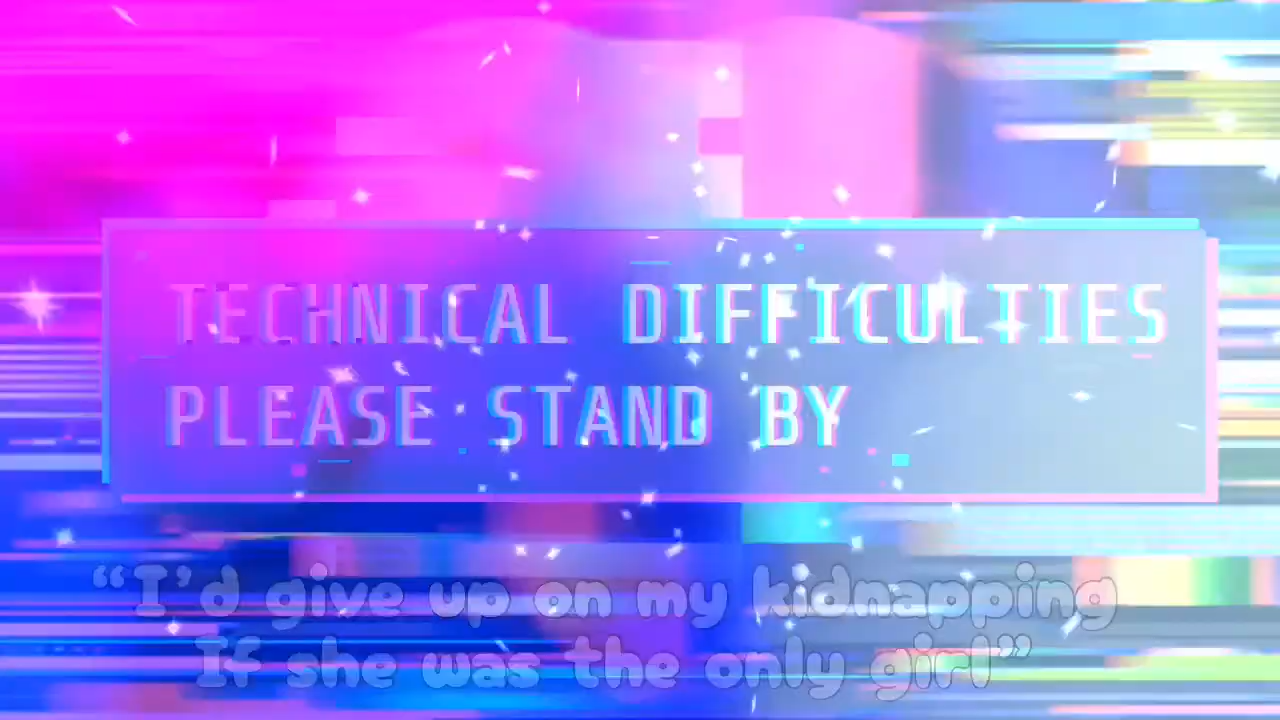 TECHNICAL DIFFICULTIES
PLEASE STAND BY
“I’d give up on my kidnapping
If she was the only girl”